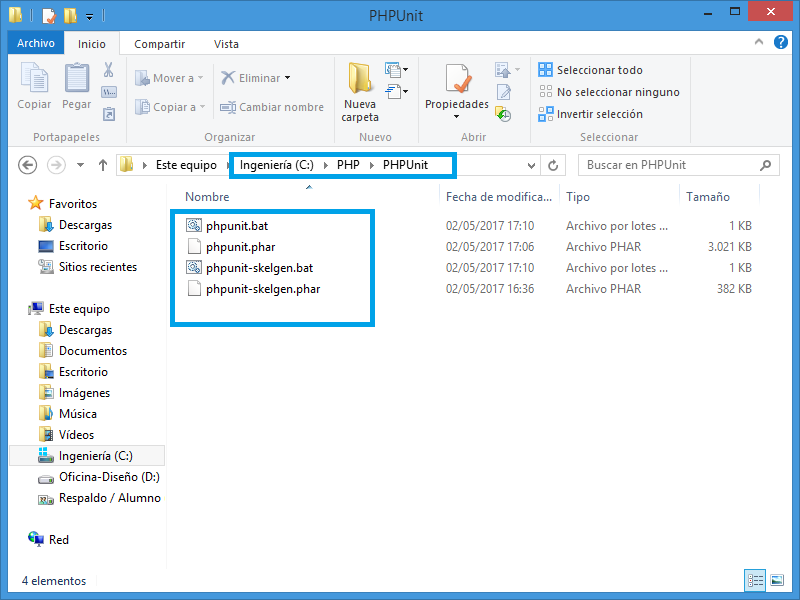 PHPUnit
Archivo Inicio Compartir Vista
Copiar Pegar Mover a Copiar a Eliminar Cambiar nombre Nueva carpeta Propiedades Seleccionar todo
No seleccionar ninguno
Invertir selección
Portapapeles Organizar Nuevo Abrir Seleccionar
Este equipo Ingeniería (C:) PHP PHPUnit Buscar en PHPUnit
Nombre Fecha de modifica... Tipo Tamaño
phpunit.bat 02/05/2017 17:10 Archivo por lotes ... 1 KB
phpunit.phar 02/05/2017 17:06 Archivo PHAR 3.021 KB
phpunit-skelgen.bat 02/05/2017 17:10 Archivo por lotes ... 1 KB
phpunit-skelgen.phar 02/05/2017 16:36 Archivo PHAR 382 KB
Favoritos
Descargas
Escritorio
Sitios recientes
Este equipo
Descargas
Documentos
Escritorio
Imágenes
Música
Vídeos
Ingeniería (C:)
Oficina-Diseño (D:)
Respaldo / Alumno
Red
4 elementos